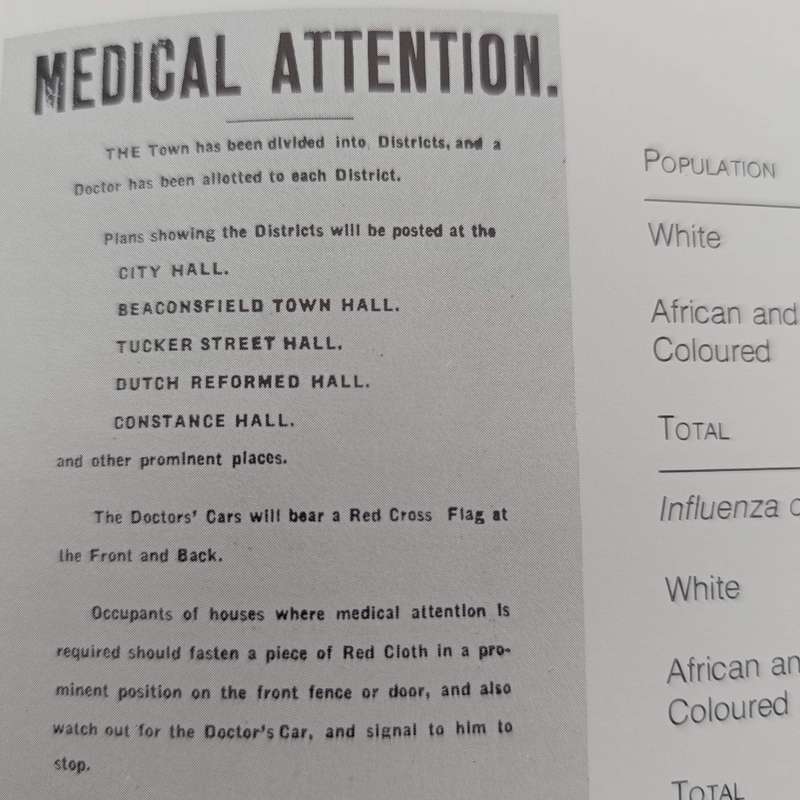 MEDICAL ATTENTION.
THE Town has been divided into Districts, and a
Doctor has been allotted to each District.
Plans showing the Districts will be posted at the
CITY HALL.
BEACONSFIELD TOWN HALL.
TUCKER STREET HALL.
DUTCH REFORMED HALL.
CONSTANCE HALL.
and other prominent places.
The Doctors' Cars will bear a Red Cross Flag at
the Front and Back.
Occupants of houses where medical attention is
required should fasten a piece of Red Cloth in a pro-
minent position on the front fence or door, and also
watch out for the Doctor's Car, and signal to him to
stop.
POPULATION
White
African and
Coloured
TOTAL
Influenza
White
African an
Coloured
TOTAL